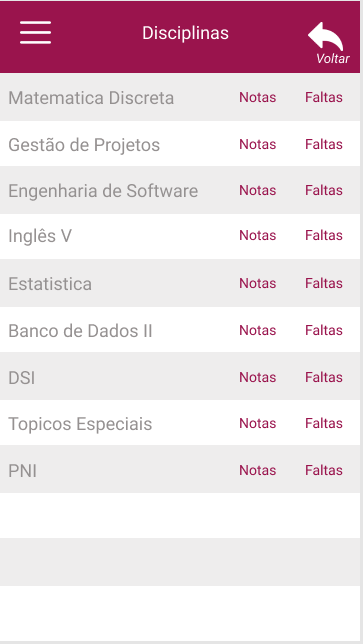 Disciplinas
Voltar
Matematica Discreta Notas Faltas
Gestão de Projetos Notas Faltas
Engenharia de Software Notas Faltas
Inglês V Notas Faltas
Estatistica Notas Faltas
Banco de Dados II Notas Faltas
DSI Notas Faltas
Topicos Especiais Notas Faltas
PNI Notas Faltas